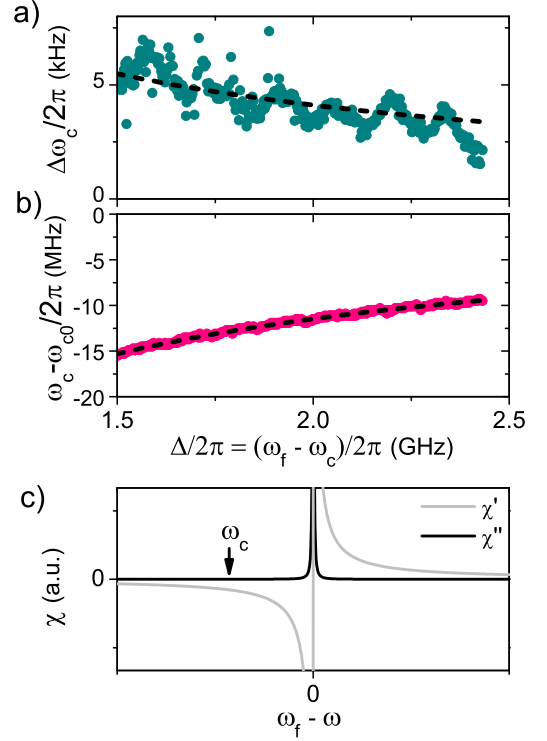 a)
Δω_c/2π (kHz)
5
0
b)
ω_c -ω_c0/2π (MHz)
0
-5
-10
-15
-20
1.5 2.0 2.5
Δ/2π = (ω_f - ω_c)/2π (GHz)
c)
χ (a.u.)
0
ω_c
χ'
χ"
0
ω_f - ω